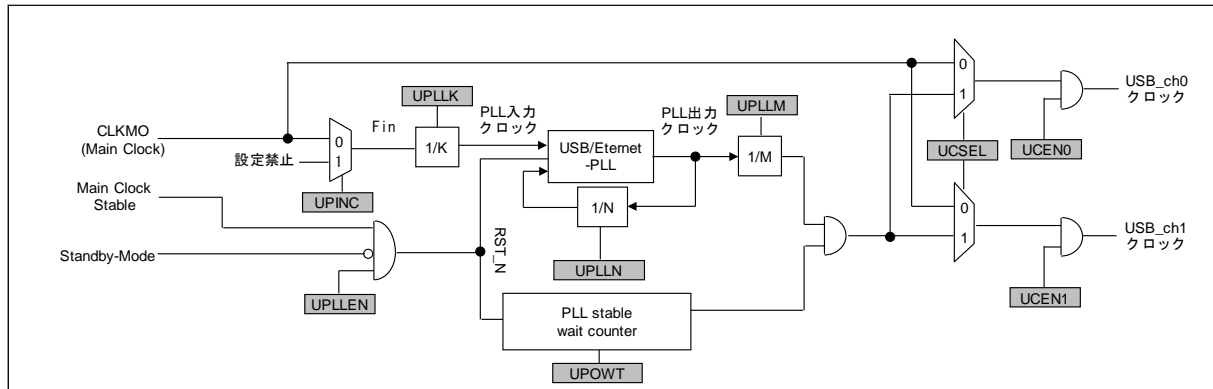 CLKMO
(Main Clock)
設定禁止
0
1
UPINC
Fin
UPLLK
1/K
PLL入力
クロック
USB/Eternet
-PLL
1/N
UPLLN
PLL出力
クロック
UPLLM
1/M
Main Clock
Stable
Standby-Mode
UPLLEN
RST_N
PLL stable
wait counter
UPOWT
0
1
UCSEL
0
1
UCEN0
USB_ch0
クロック
UCEN1
USB_ch1
クロック